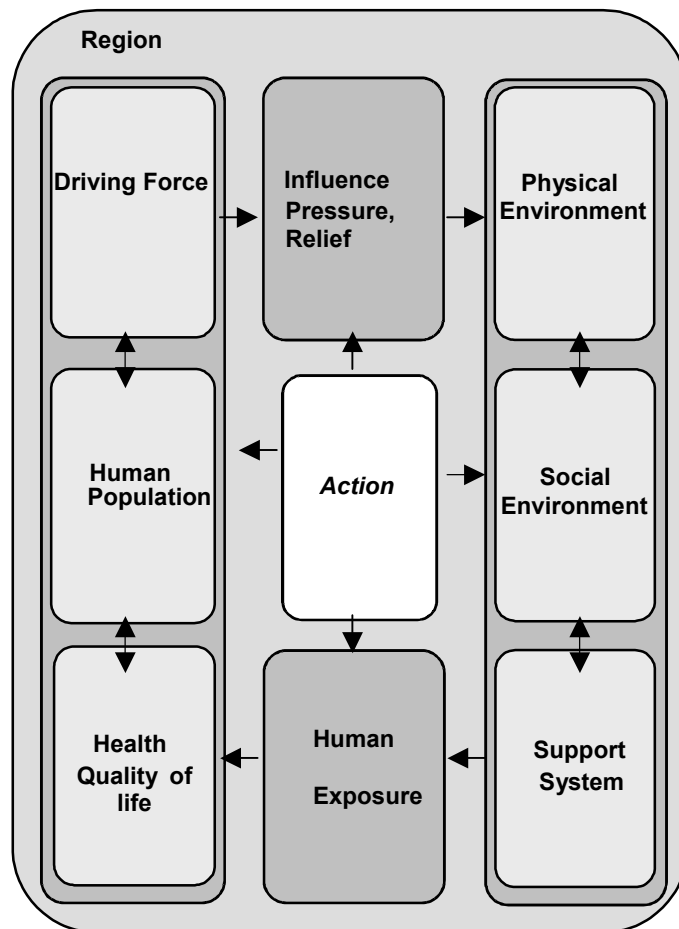 Region
Driving Force
Influence
Pressure,
Relief
Physical
Environment
Human
Population
Action
Social
Environment
Health
Quality of
life
Human
Exposure
Support
System